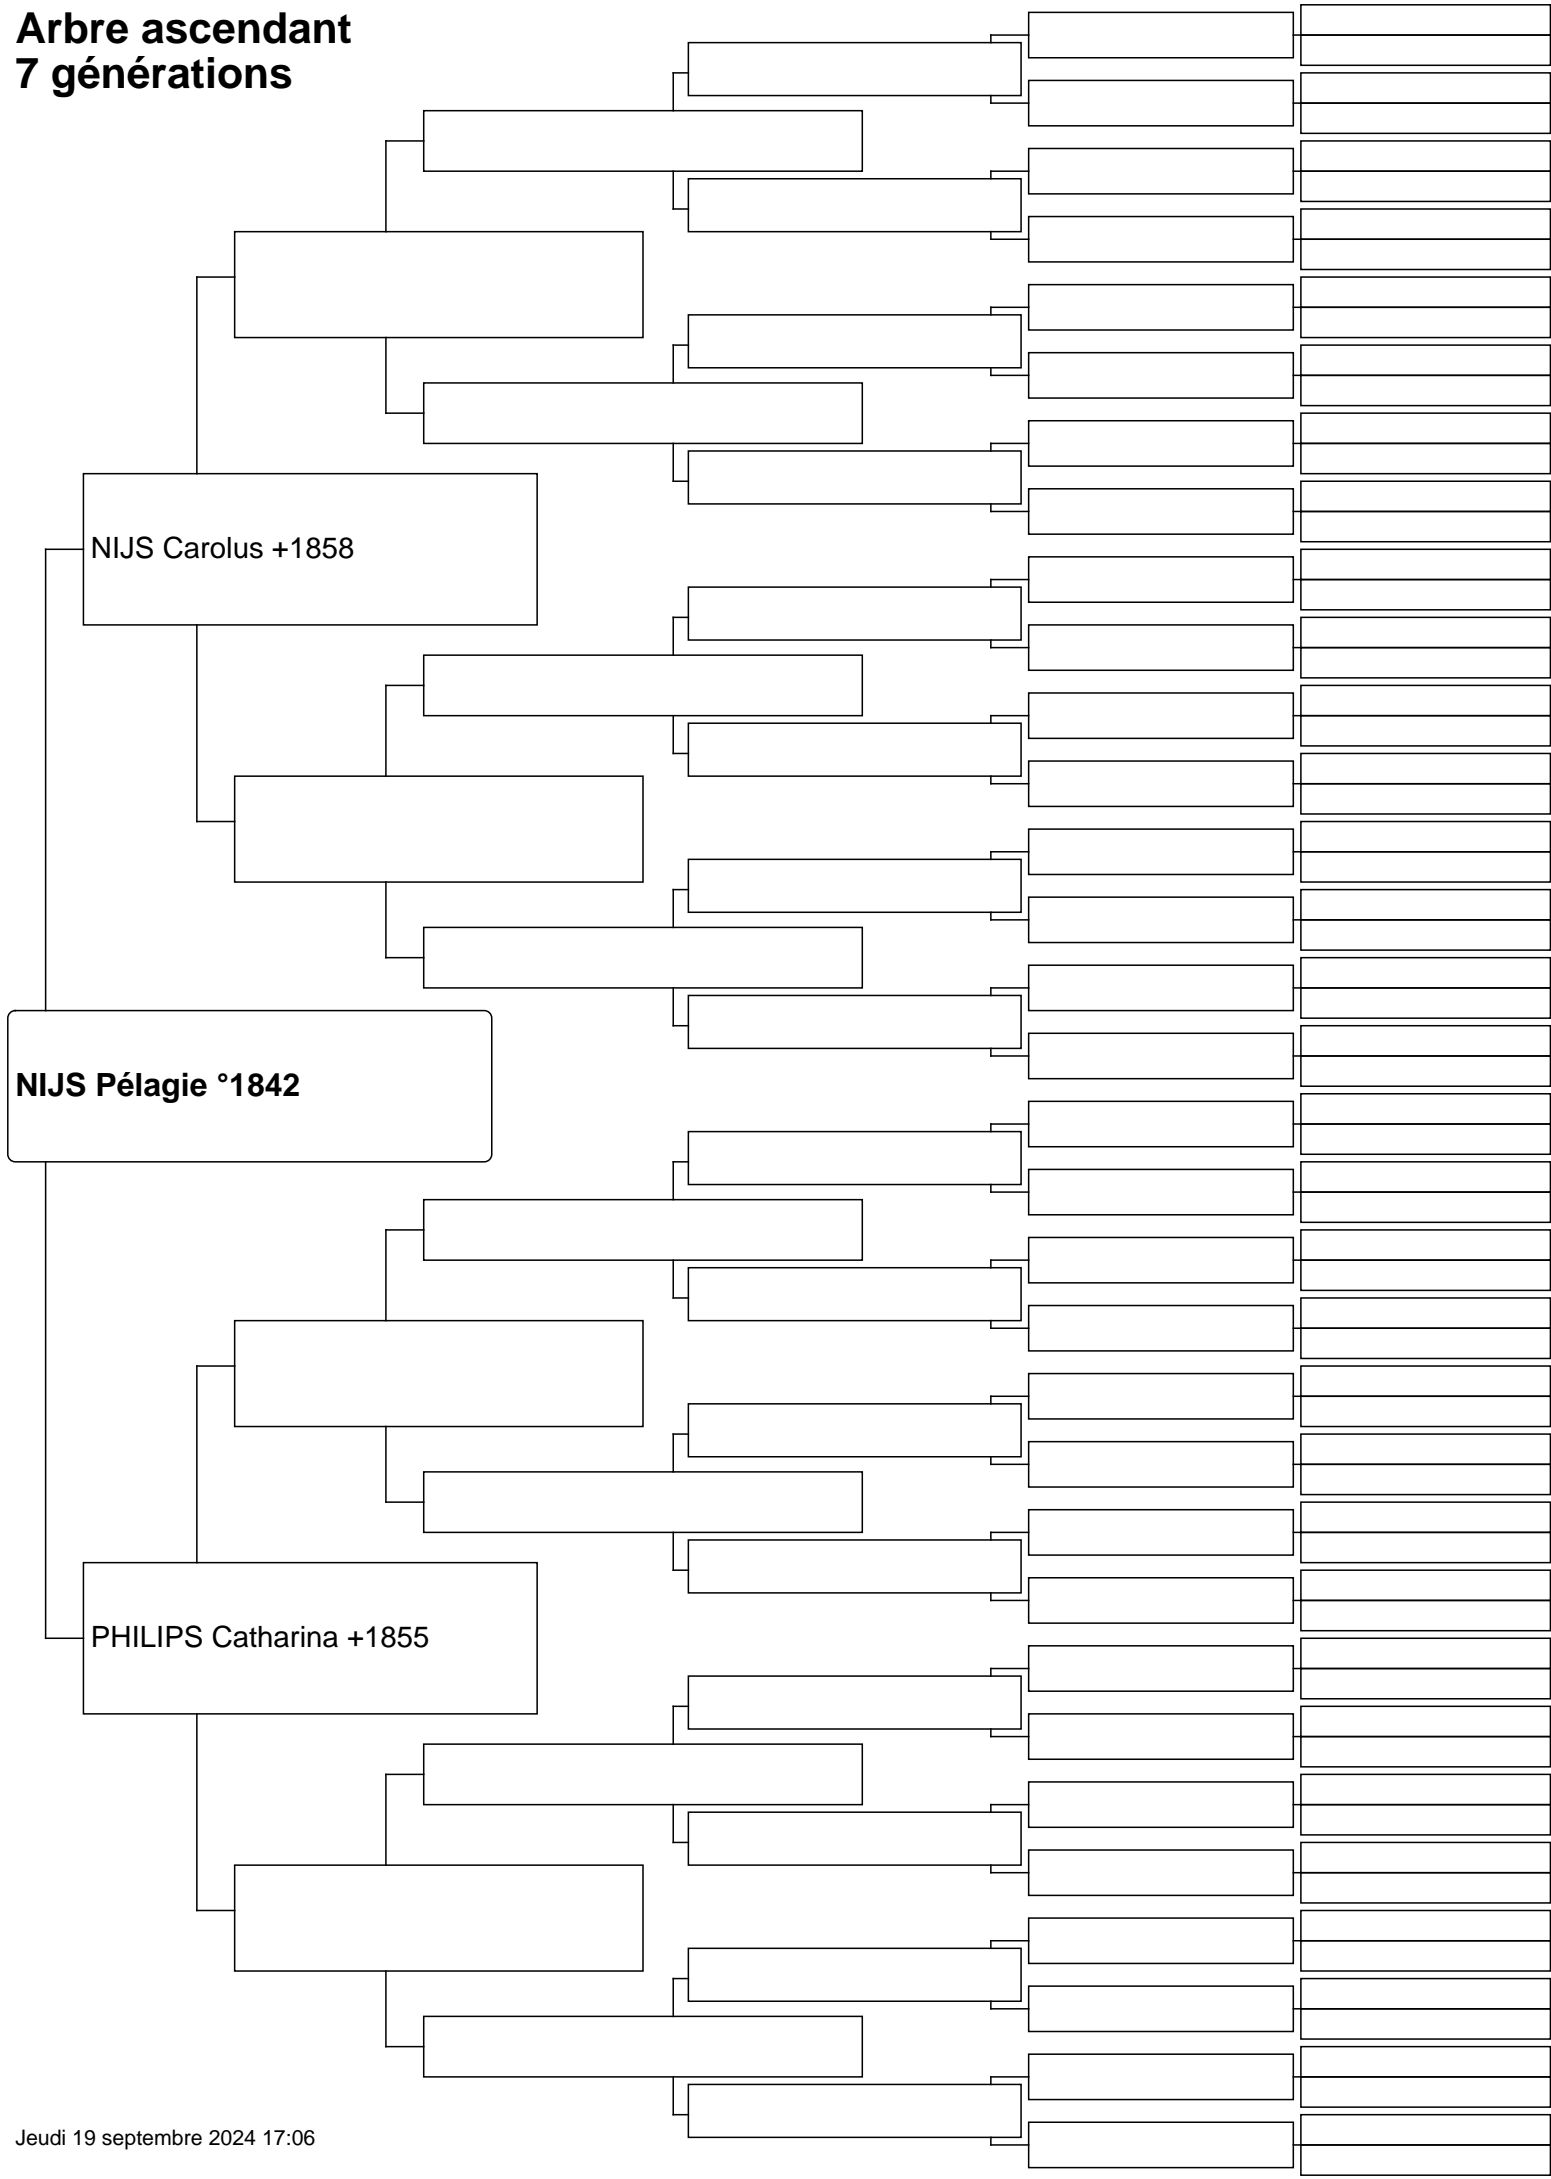 Arbre ascendant
7 générations
NIJS Carolus +1858
NIJS Pélagie °1842
PHILIPS Catharina +1855
Jeudi 19 septembre 2024 17:06